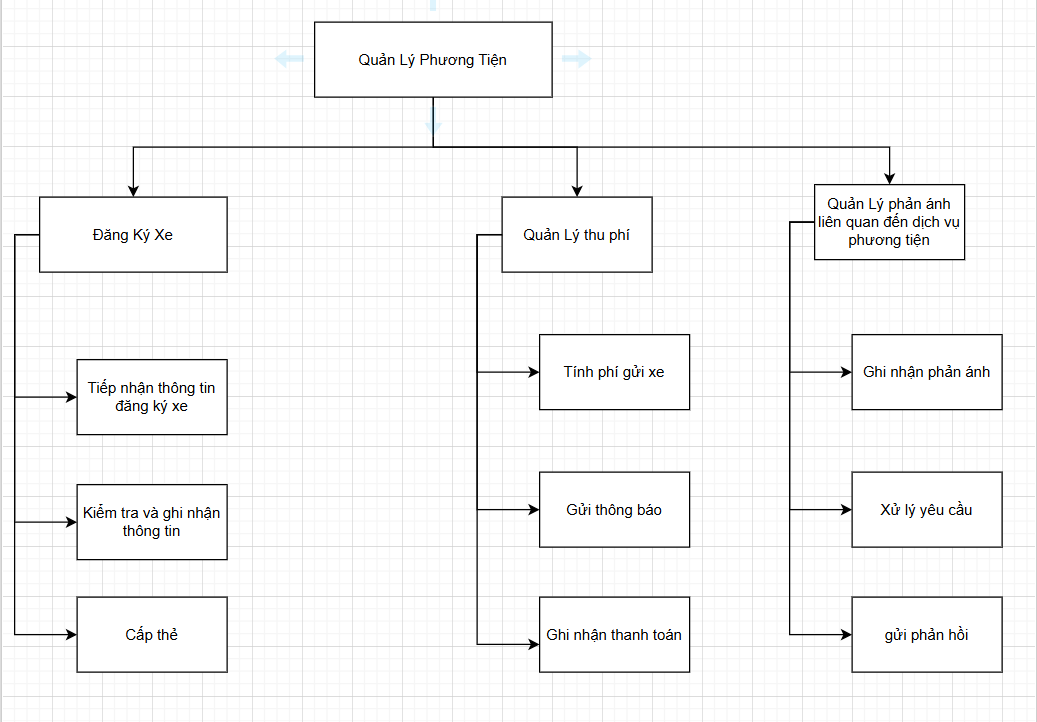 Quản Lý Phương Tiện
Đăng Ký Xe
Quản Lý thu phí
Quản Lý phản ánh
liên quan đến dịch vụ
phương tiện
Tiếp nhận thông tin
đăng ký xe
Kiểm tra và ghi nhận
thông tin
Cấp thẻ
Tính phí gửi xe
Gửi thông báo
Ghi nhận thanh toán
Ghi nhận phản ánh
Xử lý yêu cầu
gửi phản hồi